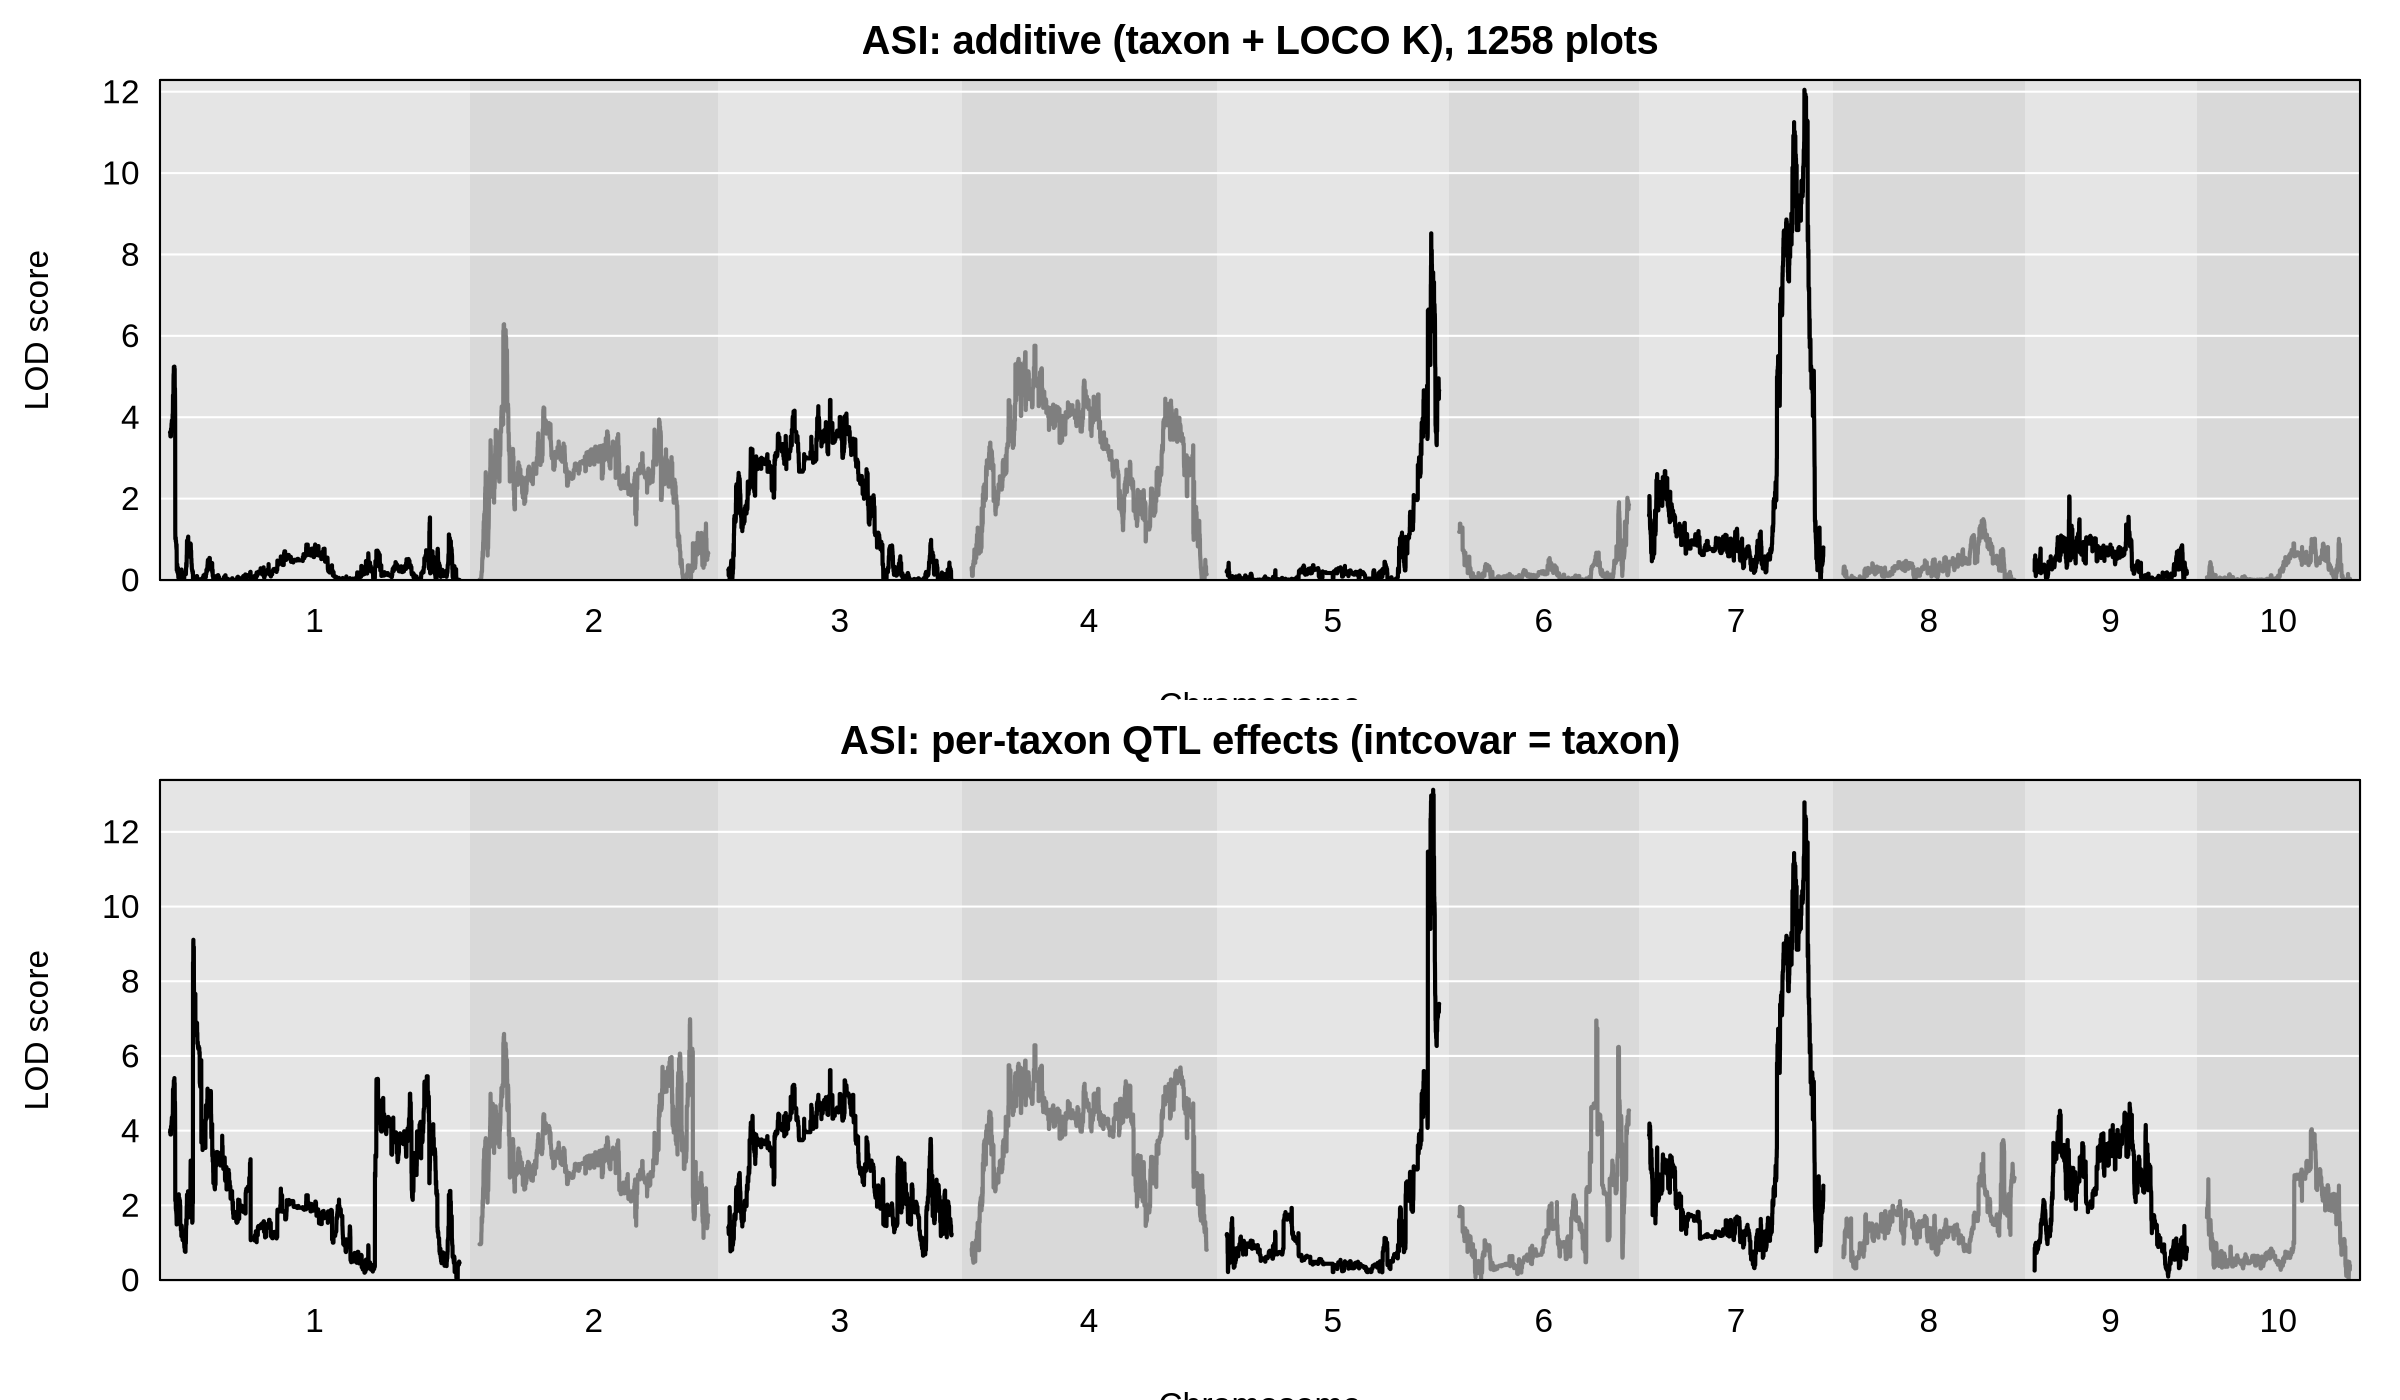 ASI: additive (taxon + LOCO K), 1258 plots
LOD score
12
10
8
6
4
2
0
1 2 3 4 5 6 7 8 9 10
Chromosome
ASI: per-taxon QTL effects (intcovar = taxon)
LOD score
12
10
8
6
4
2
0
1 2 3 4 5 6 7 8 9 10
Chromosome